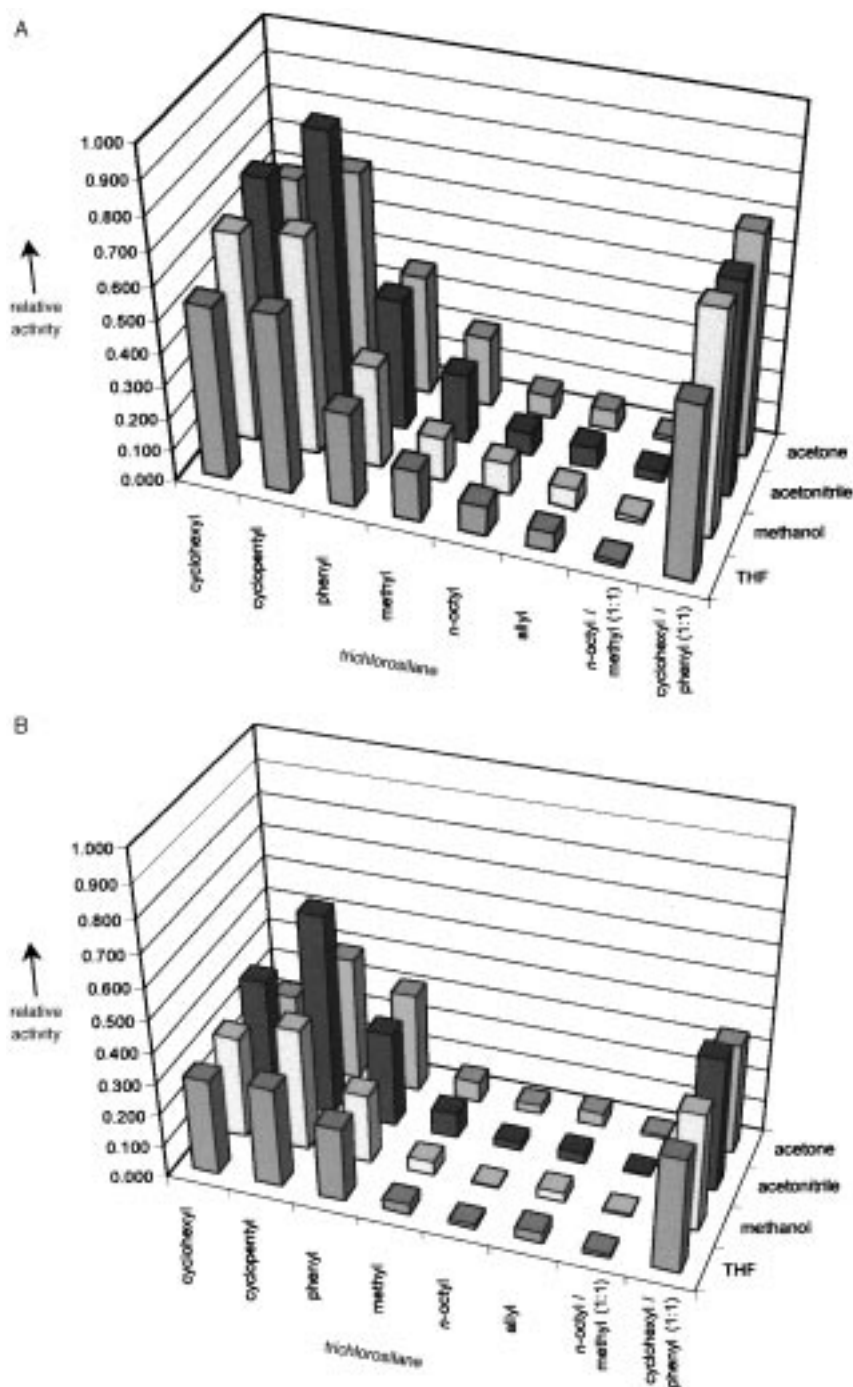 A
1.000
0.900
0.800
0.700
0.600
0.500
0.400
0.300
0.200
0.100
0.000
relative
activity
cyclohexyl
cyclopentyl
phenyl
methyl
n-octyl
allyl
n-octyl /
methyl (1:1)
cyclohexyl /
phenyl (1:1)
trichlorosilane
acetone
acetonitrile
methanol
THF
B
1.000
0.900
0.800
0.700
0.600
0.500
0.400
0.300
0.200
0.100
0.000
relative
activity
cyclohexyl
cyclopentyl
phenyl
methyl
n-octyl
allyl
n-octyl /
methyl (1:1)
cyclohexyl /
phenyl (1:1)
trichlorosilane
acetone
acetonitrile
methanol
THF